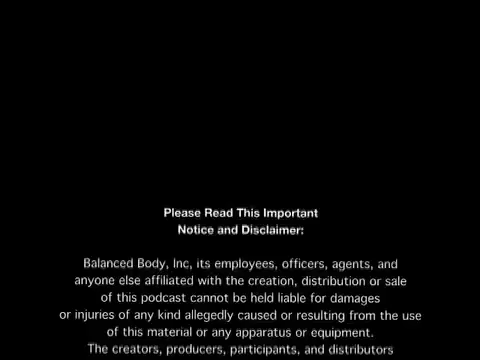 Please Read This Important
Notice and Disclaimer:
Balanced Body, Inc, its employees, officers, agents, and
anyone else affiliated with the creation, distribution or sale
of this podcast cannot be held liable for damages
or injuries of any kind allegedly caused or resulting from the use
of this material or any apparatus or equipment.
The creators, producers, participants, and distributors